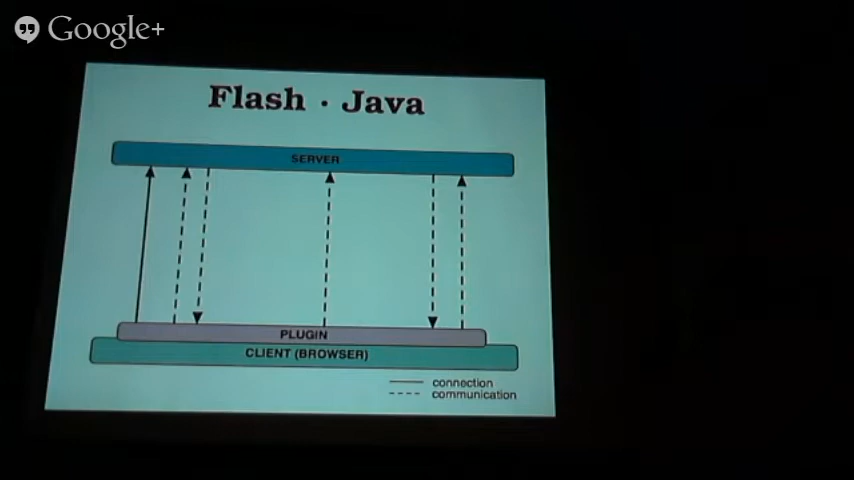 Google+
Flash · Java
SERVER
PLUGIN
CLIENT (BROWSER)
connection
communication